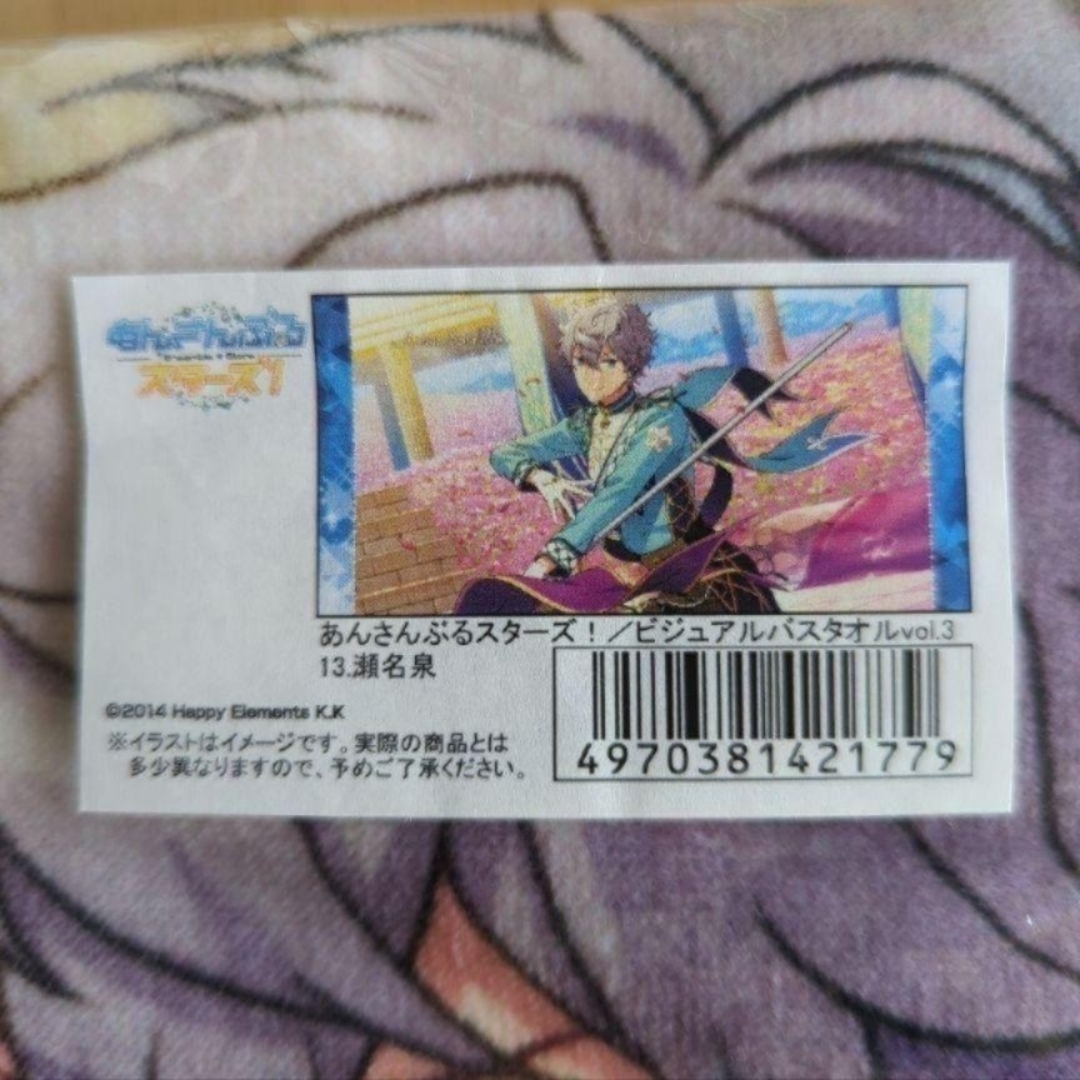 あんさんぶる
Ensemble Stars
スターズ!
あんさんぶるスターズ！／ビジュアルバスタオルvol.3
13.瀬名泉
©2014 Happy Elements K.K
※イラストはイメージです。実際の商品とは
多少異なりますので、予めご了承ください。
4970381421779